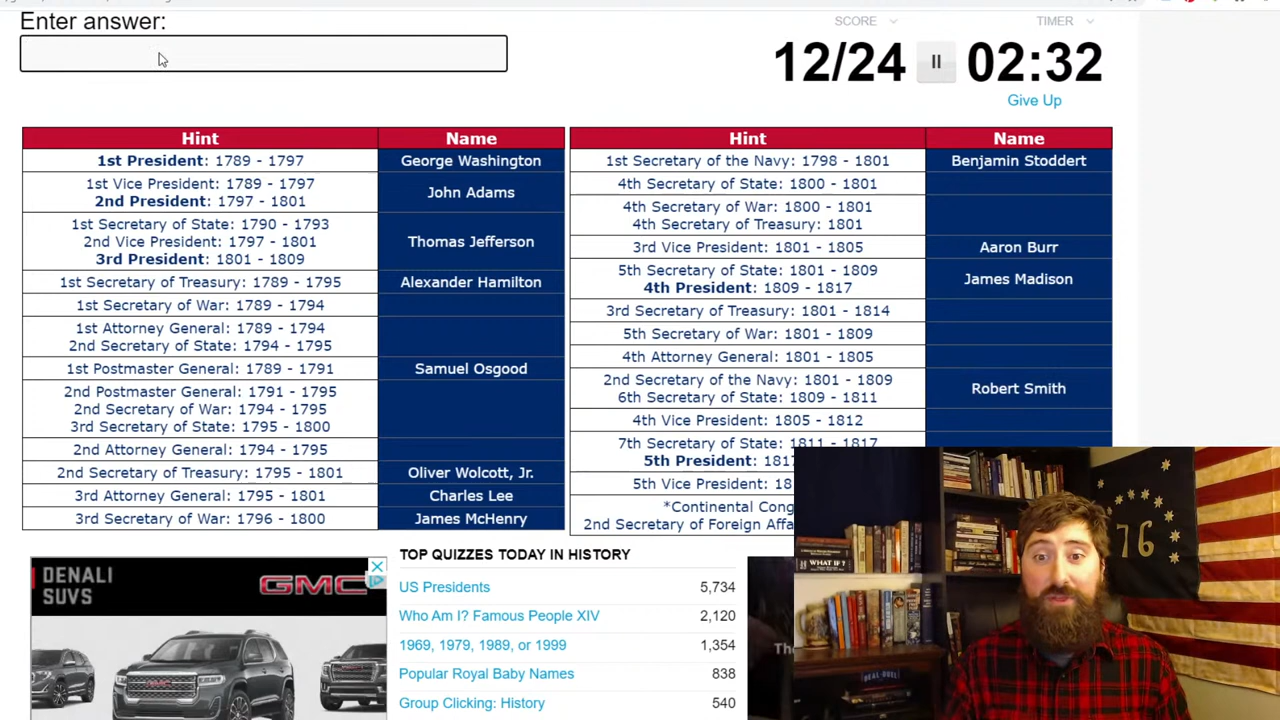 Enter answer:
SCORE
TIMER
12/24
02:32
Give Up
Hint Name
1st President: 1789 - 1797 George Washington
1st Vice President: 1789 - 1797
2nd President: 1797 - 1801
John Adams
1st Secretary of State: 1790 - 1793
2nd Vice President: 1797 - 1801
3rd President: 1801 - 1809
Thomas Jefferson
1st Secretary of Treasury: 1789 - 1795 Alexander Hamilton
1st Secretary of War: 1789 - 1794
1st Attorney General: 1789 - 1794
2nd Secretary of State: 1794 - 1795
1st Postmaster General: 1789 - 1791 Samuel Osgood
2nd Postmaster General: 1791 - 1795
2nd Secretary of War: 1794 - 1795
3rd Secretary of State: 1795 - 1800
2nd Attorney General: 1794 - 1795
2nd Secretary of Treasury: 1795 - 1801 Oliver Wolcott, Jr.
3rd Attorney General: 1795 - 1801 Charles Lee
3rd Secretary of War: 1796 - 1800 James McHenry
Hint Name
1st Secretary of the Navy: 1798 - 1801 Benjamin Stoddert
4th Secretary of State: 1800 - 1801
4th Secretary of War: 1800 - 1801
4th Secretary of Treasury: 1801
3rd Vice President: 1801 - 1805 Aaron Burr
5th Secretary of State: 1801 - 1809
4th President: 1809 - 1817
James Madison
3rd Secretary of Treasury: 1801 - 1814
5th Secretary of War: 1801 - 1809
4th Attorney General: 1801 - 1805
2nd Secretary of the Navy: 1801 - 1809
6th Secretary of State: 1809 - 1811
Robert Smith
4th Vice President: 1805 - 1812
7th Secretary of State: 1811 - 1817
5th President: 1817
5th Vice President: 18
*Continental Cong
2nd Secretary of Foreign Affa
DENALI
SUVS
GMC
TOP QUIZZES TODAY IN HISTORY
US Presidents 5,734
Who Am I? Famous People XIV 2,120
1969, 1979, 1989, or 1999 1,354
Popular Royal Baby Names 838
Group Clicking: History 540
WHAT IF?
76